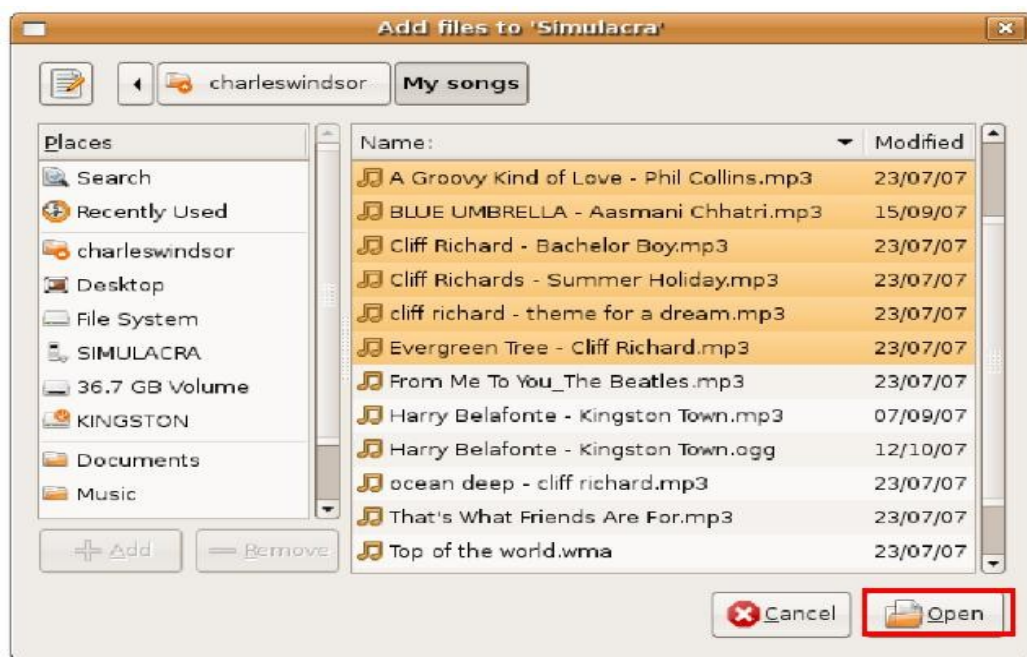 Add files to 'Simulacra'
charleswindsor My songs
Places
Search
Recently Used
charleswindsor
Desktop
File System
SIMULACRA
36.7 GB Volume
KINGSTON
Documents
Music
Add Remove
Name: Modified
A Groovy Kind of Love - Phil Collins.mp3 23/07/07
BLUE UMBRELLA - Aasmani Chhatri.mp3 15/09/07
Cliff Richard - Bachelor Boy.mp3 23/07/07
Cliff Richards - Summer Holiday.mp3 23/07/07
cliff richard - theme for a dream.mp3 23/07/07
Evergreen Tree - Cliff Richard.mp3 23/07/07
From Me To You_The Beatles.mp3 23/07/07
Harry Belafonte - Kingston Town.mp3 07/09/07
Harry Belafonte - Kingston Town.ogg 12/10/07
ocean deep - cliff richard.mp3 23/07/07
That's What Friends Are For.mp3 23/07/07
Top of the world.wma 23/07/07
Cancel Open